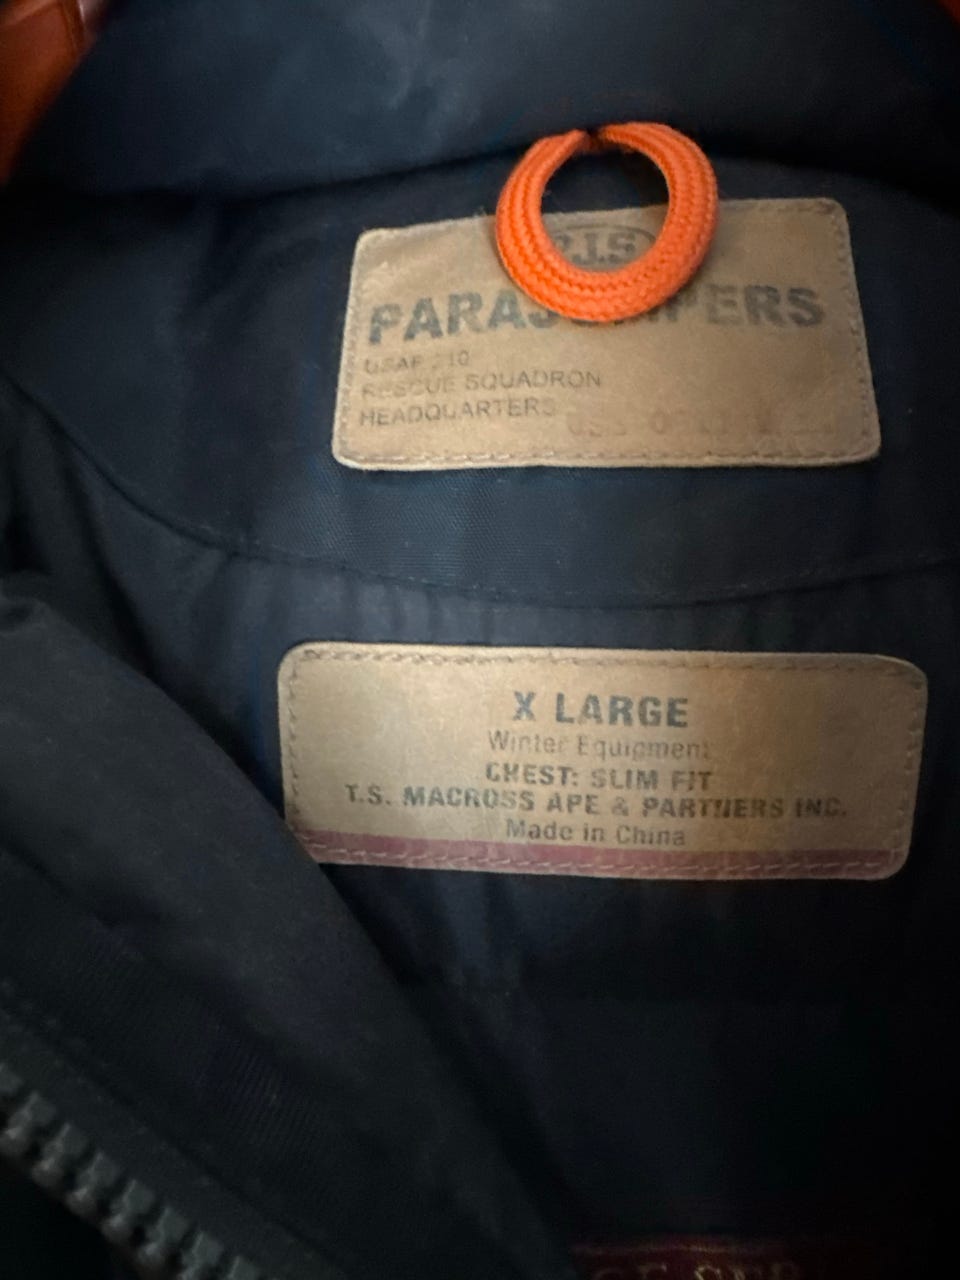 P.J.S
PARAJUMPERS
USAF 210
RESCUE SQUADRON
HEADQUARTERS
X LARGE
Winter Equipment
CHEST: SLIM FIT
T.S. MACROSS APE & PARTNERS INC.
Made in China